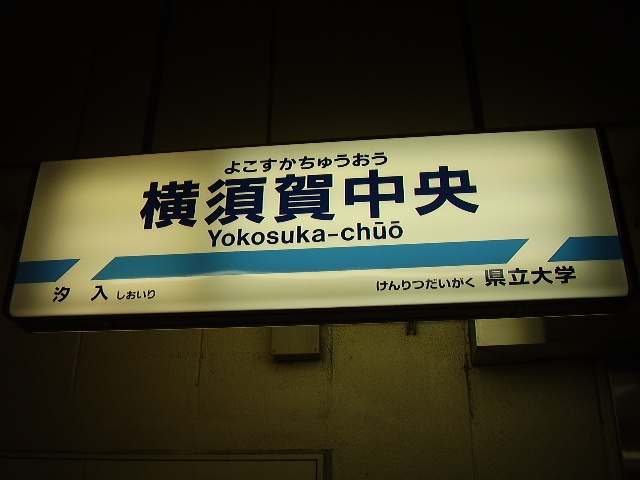 よこすかちゅうおう
横須賀中央
Yokosuka-chūō
汐入 しおいり
けんりつだいがく 県立大学